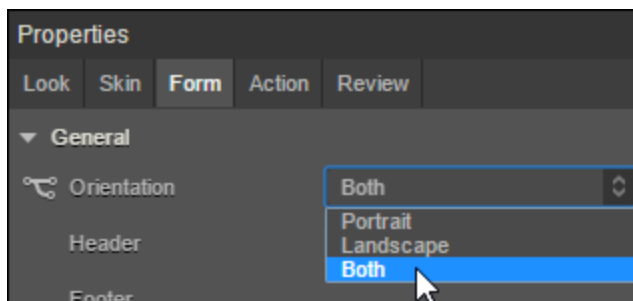 Properties
Look Skin Form Action Review
General
Orientation Both
Portrait
Landscape
Header
Both
Footer